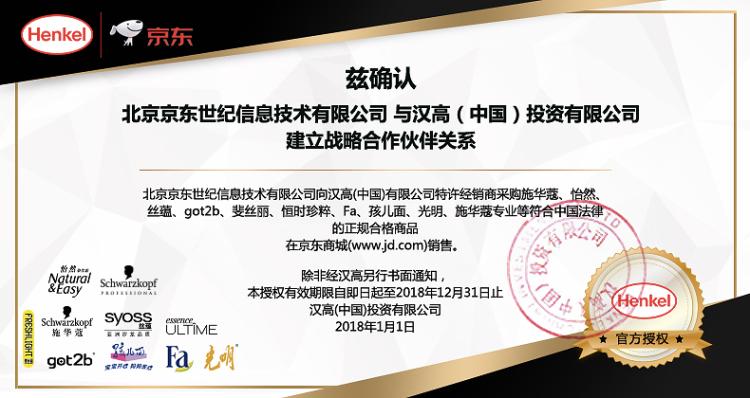 Henkel
京东
Henkel
兹确认
北京京东世纪信息技术有限公司 与汉高（中国）投资有限公司
建立战略合作伙伴关系
北京京东世纪信息技术有限公司向汉高(中国)有限公司特许经销商采购施华蔻、怡然、
丝蕴、got2b、斐丝丽、恒时珍粹、Fa、孩儿面、光明、施华蔻专业等符合中国法律
的正规合格商品
在京东商城(www.jd.com)销售。
除非经汉高另行书面通知，
本授权有效期限自即日起至2018年12月31日止
汉高(中国)投资有限公司
2018年1月1日
怡然
Natural
&Easy
Schwarzkopf
PROFESSIONAL
FRESHLIGHT
Schwarzkopf
施华蔻
syoss
丝蕴
essence
ULTIME
got2b
孩儿面
Fa
光明
(中国)投资有限公司
Henkel
官方授权